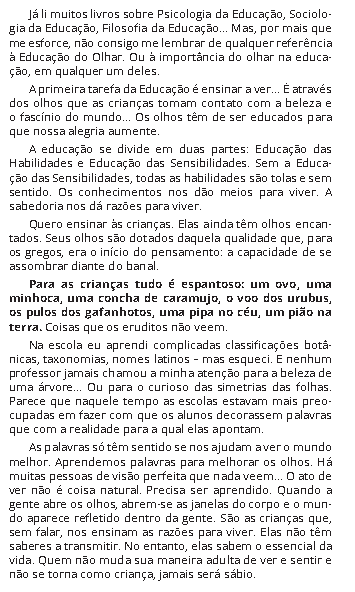 Já li muitos livros sobre Psicologia da Educação, Sociolo-
gia da Educação, Filosofia da Educação... Mas, por mais que
me esforce, não consigo me lembrar de qualquer referência
à Educação do Olhar. Ou à importância do olhar na educa-
ção, em qualquer um deles.
A primeira tarefa da Educação é ensinar a ver... É através
dos olhos que as crianças tomam contato com a beleza e
o fascínio do mundo... Os olhos têm de ser educados para
que nossa alegria aumente.
A educação se divide em duas partes: Educação das
Habilidades e Educação das Sensibilidades. Sem a Educa-
ção das Sensibilidades, todas as habilidades são tolas e sem
sentido. Os conhecimentos nos dão meios para viver. A
sabedoria nos dá razões para viver.
Quero ensinar às crianças. Elas ainda têm olhos encan-
tados. Seus olhos são dotados daquela qualidade que, para
os gregos, era o início do pensamento: a capacidade de se
assombrar diante do banal.
Para as crianças tudo é espantoso: um ovo, uma
minhoca, uma concha de caramujo, o voo dos urubus,
os pulos dos gafanhotos, uma pipa no céu, um pião na
terra. Coisas que os eruditos não veem.
Na escola eu aprendi complicadas classificações botâ-
nicas, taxonomias, nomes latinos – mas esqueci. E nenhum
professor jamais chamou a minha atenção para a beleza de
uma árvore... Ou para o curioso das simetrias das folhas.
Parece que naquele tempo as escolas estavam mais preo-
cupadas em fazer com que os alunos decorassem palavras
que com a realidade para a qual elas apontam.
As palavras só têm sentido se nos ajudam a ver o mundo
melhor. Aprendemos palavras para melhorar os olhos. Há
muitas pessoas de visão perfeita que nada veem... O ato de
ver não é coisa natural. Precisa ser aprendido. Quando a
gente abre os olhos, abrem-se as janelas do corpo e o mun-
do aparece refletido dentro da gente. São as crianças que,
sem falar, nos ensinam as razões para viver. Elas não têm
saberes a transmitir. No entanto, elas sabem o essencial da
vida. Quem não muda sua maneira adulta de ver e sentir e
não se torna como criança, jamais será sábio.